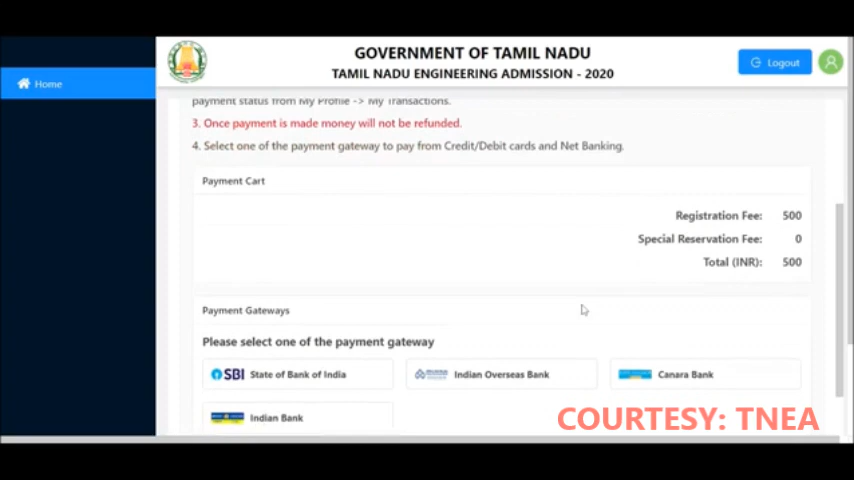 GOVERNMENT OF TAMIL NADU
TAMIL NADU ENGINEERING ADMISSION - 2020
Logout
Home
payment status from My Profile -> My Transactions.
3. Once payment is made money will not be refunded.
4. Select one of the payment gateway to pay from Credit/Debit cards and Net Banking.
Payment Cart
Registration Fee: 500
Special Reservation Fee: 0
Total (INR): 500
Payment Gateways
Please select one of the payment gateway
SBI State of Bank of India
Indian Overseas Bank
Canara Bank
Indian Bank
COURTESY: TNEA